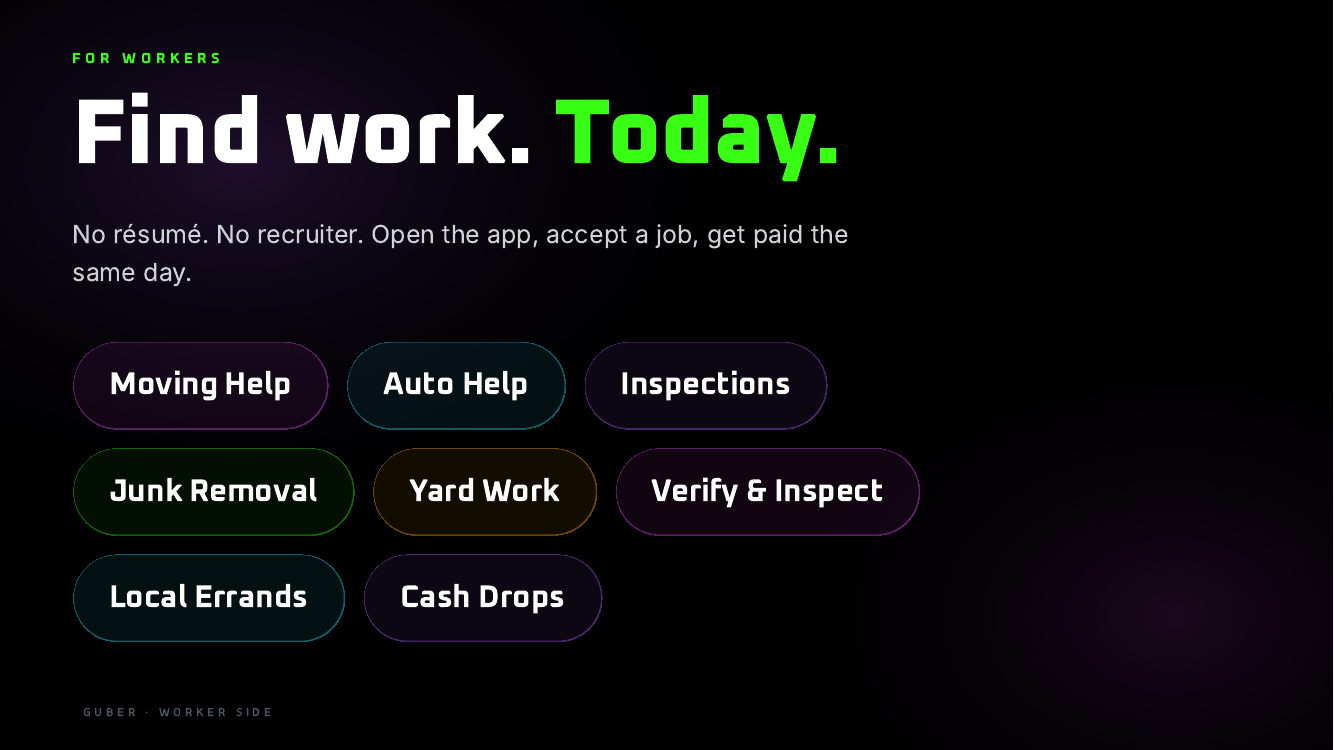 FOR WORKERS
Find work. Today.
No résumé. No recruiter. Open the app, accept a job, get paid the
same day.
Moving Help
Auto Help
Inspections
Junk Removal
Yard Work
Verify & Inspect
Local Errands
Cash Drops
GUBER · WORKER SIDE